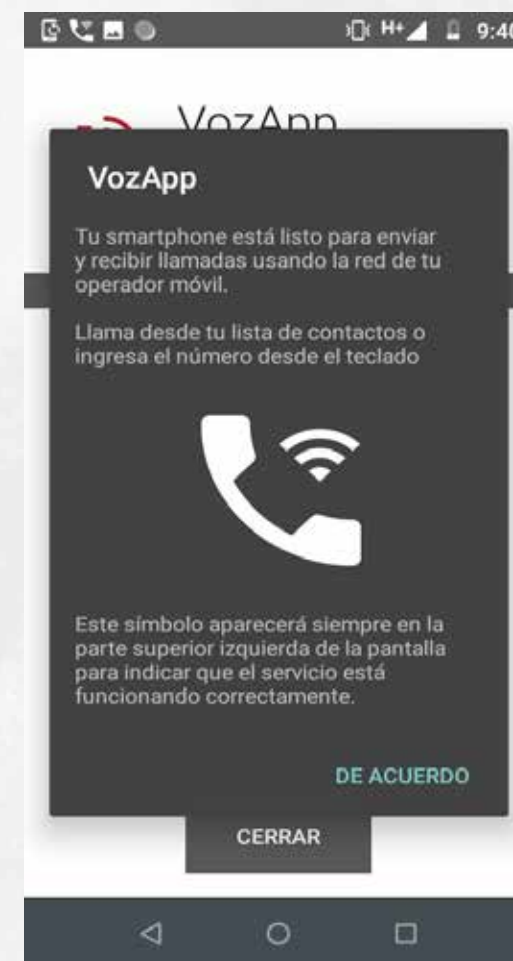 H+ 9:40
VozApp
VozApp
Tu smartphone está listo para enviar
y recibir llamadas usando la red de tu
operador móvil.
Llama desde tu lista de contactos o
ingresa el número desde el teclado
Este símbolo aparecerá siempre en la
parte superior izquierda de la pantalla
para indicar que el servicio está
funcionando correctamente.
DE ACUERDO
CERRAR